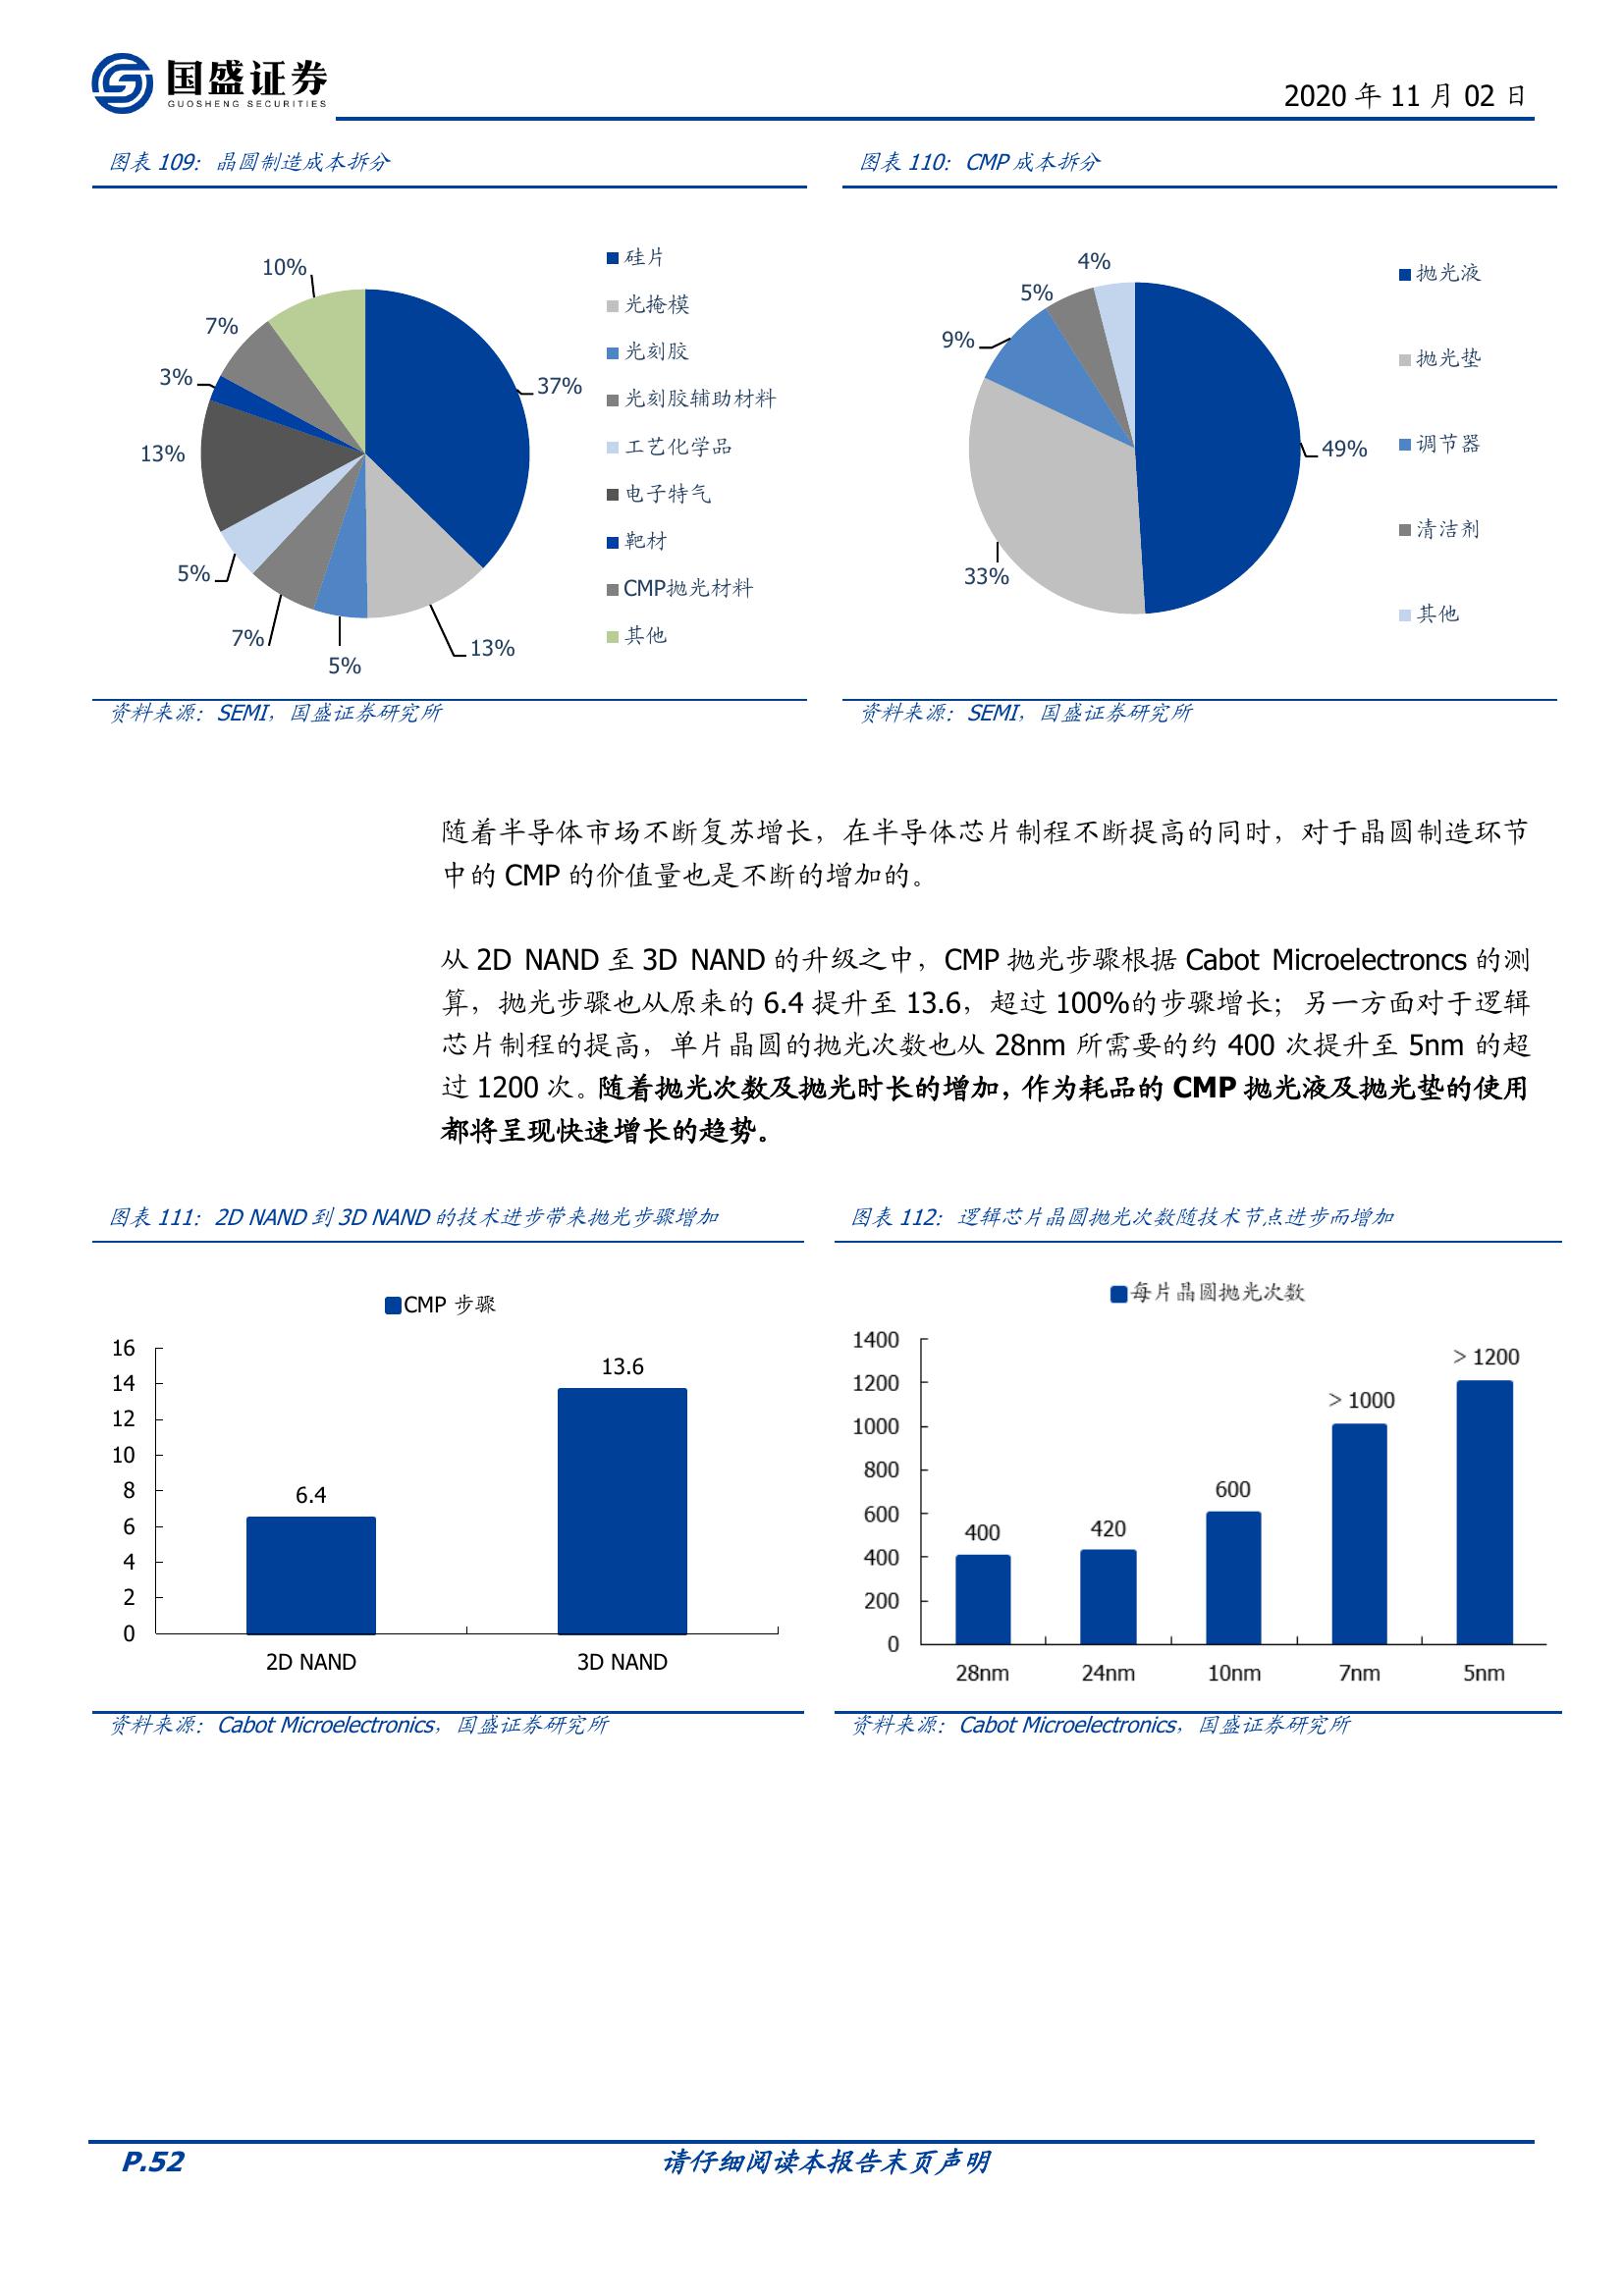 国盛证券
GUOSHENG SECURITIES
2020 年 11 月 02 日
图表 109：晶圆制造成本拆分
10%
7%
3%
13%
5%
7%
5%
13%
37%
硅片
光掩模
光刻胶
光刻胶辅助材料
工艺化学品
电子特气
靶材
CMP抛光材料
其他
资料来源：SEMI，国盛证券研究所
图表 110：CMP 成本拆分
4%
5%
9%
33%
49%
抛光液
抛光垫
调节器
清洁剂
其他
资料来源：SEMI，国盛证券研究所
随着半导体市场不断复苏增长，在半导体芯片制程不断提高的同时，对于晶圆制造环节
中的 CMP 的价值量也是不断的增加的。
从 2D NAND 至 3D NAND 的升级之中，CMP 抛光步骤根据 Cabot Microelectroncs 的测
算，抛光步骤也从原来的 6.4 提升至 13.6，超过 100%的步骤增长；另一方面对于逻辑
芯片制程的提高，单片晶圆的抛光次数也从 28nm 所需要的约 400 次提升至 5nm 的超
过 1200 次。随着抛光次数及抛光时长的增加，作为耗品的 CMP 抛光液及抛光垫的使用
都将呈现快速增长的趋势。
图表 111：2D NAND 到 3D NAND 的技术进步带来抛光步骤增加
CMP 步骤
16
14
12
10
8
6
4
2
0
6.4
13.6
2D NAND
3D NAND
资料来源：Cabot Microelectronics，国盛证券研究所
图表 112：逻辑芯片晶圆抛光次数随技术节点进步而增加
每片晶圆抛光次数
1400
1200
1000
800
600
400
200
0
400
420
600
＞1000
＞1200
28nm
24nm
10nm
7nm
5nm
资料来源：Cabot Microelectronics，国盛证券研究所
P.52
请仔细阅读本报告末页声明